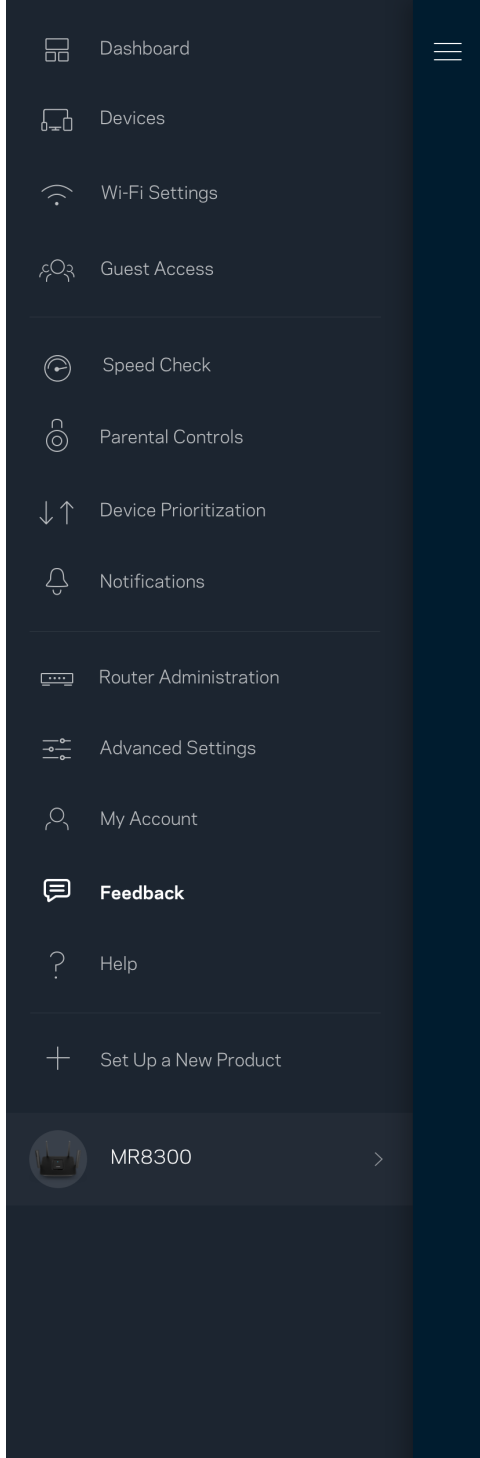 Dashboard
Devices
Wi-Fi Settings
Guest Access
Speed Check
Parental Controls
Device Prioritization
Notifications
Router Administration
Advanced Settings
My Account
Feedback
Help
Set Up a New Product
MR8300